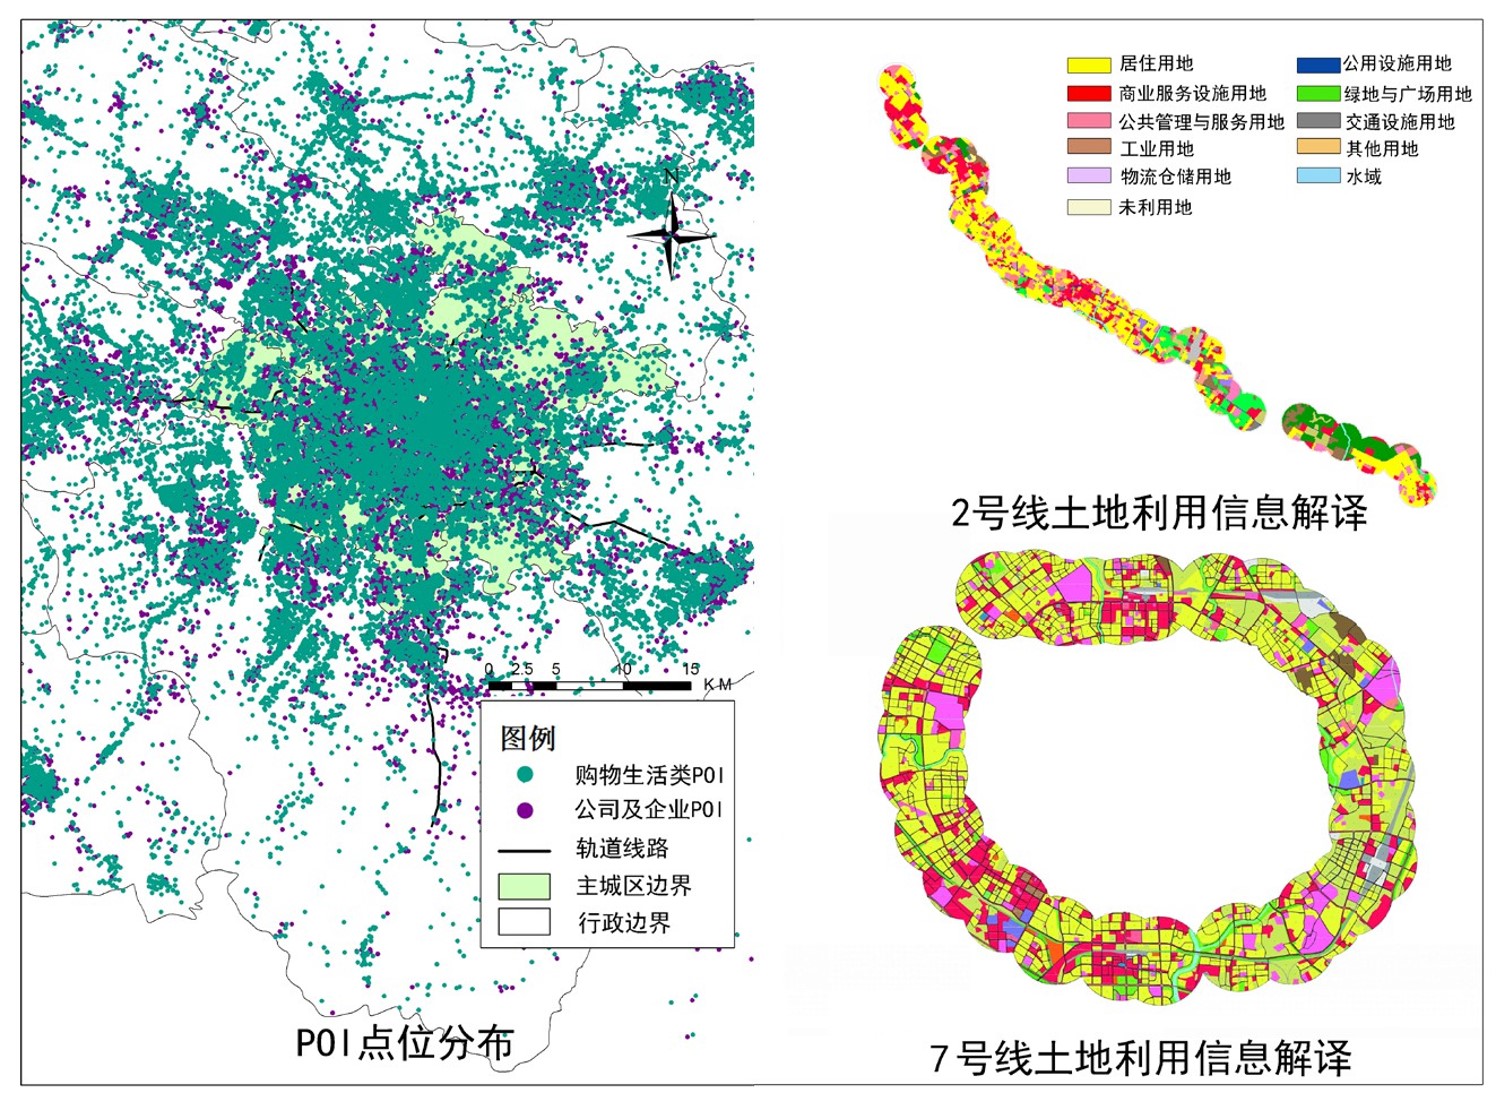 N
0 2.5 5 10 15 KM
图例
购物生活类POI
公司及企业POI
轨道线路
主城区边界
行政边界
POI点位分布
居住用地
商业服务设施用地
公共管理与服务用地
工业用地
物流仓储用地
未利用地
公用设施用地
绿地与广场用地
交通设施用地
其他用地
水域
2号线土地利用信息解译
7号线土地利用信息解译